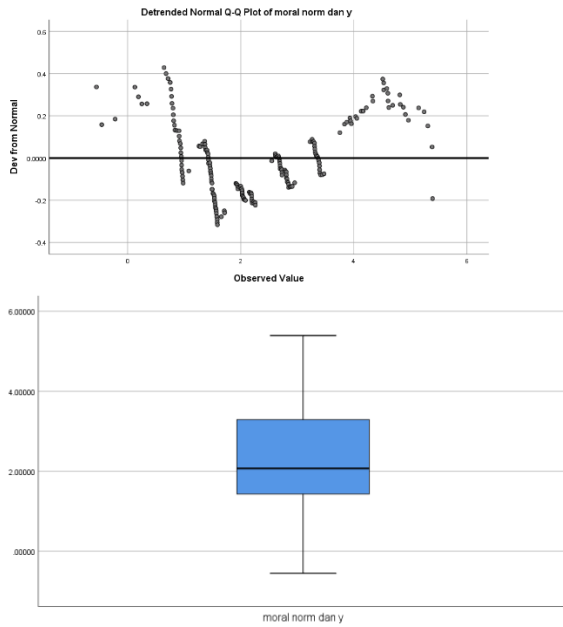 Detrended Normal Q-Q Plot of moral norm dan y
0.6
0.4
0.2
0.0000
-0.2
-0.4
Dev from Normal
0 2 4 6
Observed Value
6.00000
4.00000
2.00000
.00000
moral norm dan y